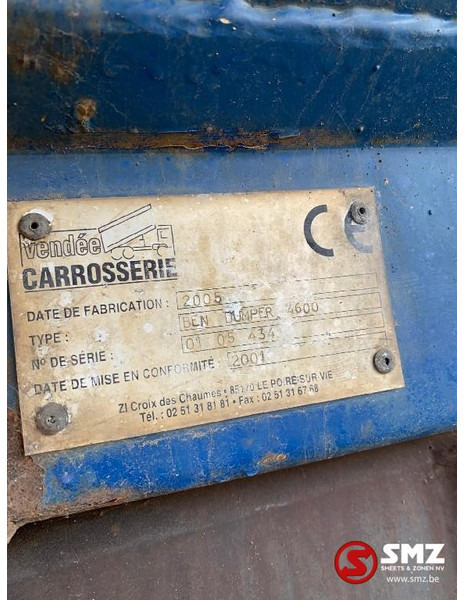 vendée
CARROSSERIE
CE
DATE DE FABRICATION : 2005
TYPE : BEN DUMPER 4600
N° DE SÉRIE : 01 05 434
DATE DE MISE EN CONFORMITÉ : 2001
ZI Croix des Chaumes • 85170 LE POIRÉ-SUR-VIE
Tél. : 02 51 31 81 81 • Fax : 02 51 31 67 68
SMZ
SHEETS & ZONEN NV
www.smz.be